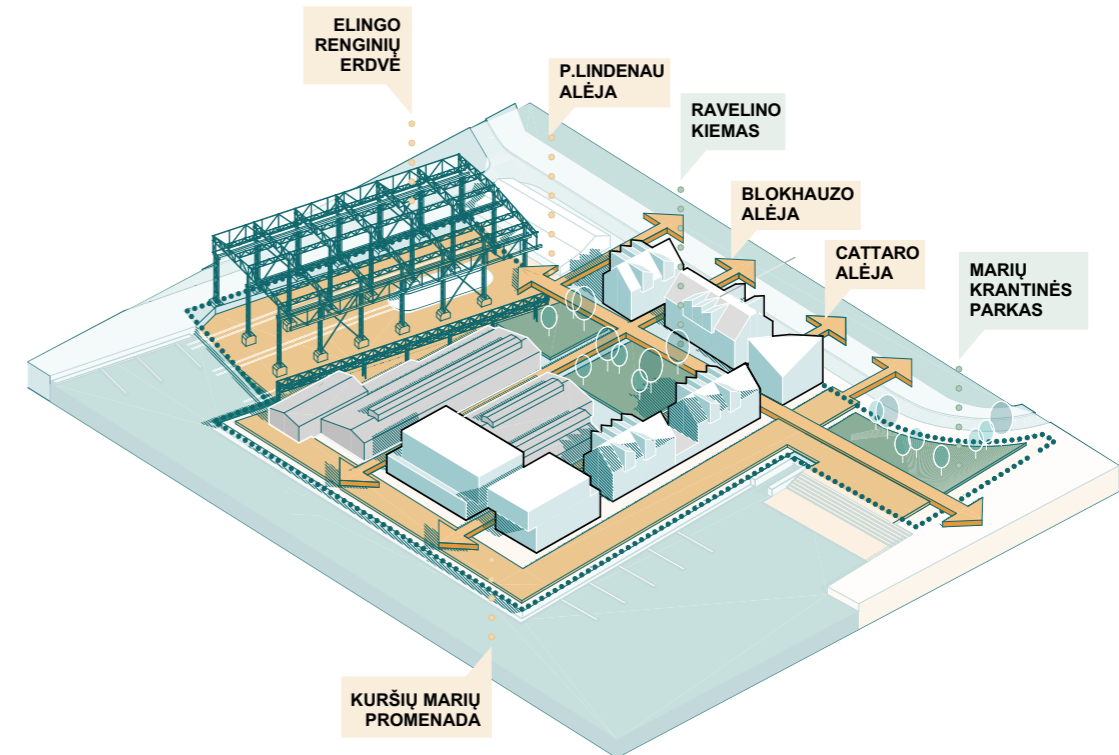 ELINGO
RENGINIŲ
ERDVĖ
P.LINDENAU
ALĖJA
RAVELINO
KIEMAS
BLOKHAUZO
ALĖJA
CATTARO
ALĖJA
MARIŲ
KRANTINĖS
PARKAS
KURŠIŲ MARIŲ
PROMENADA